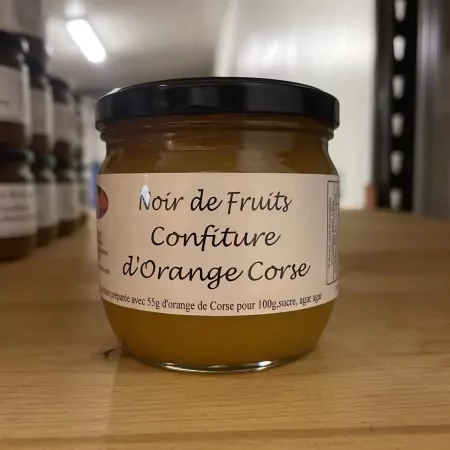 Noir de Fruits
Confiture
d'Orange Corse
préparée avec 55g d'orange de Corse pour 100g,sucre, agar agar